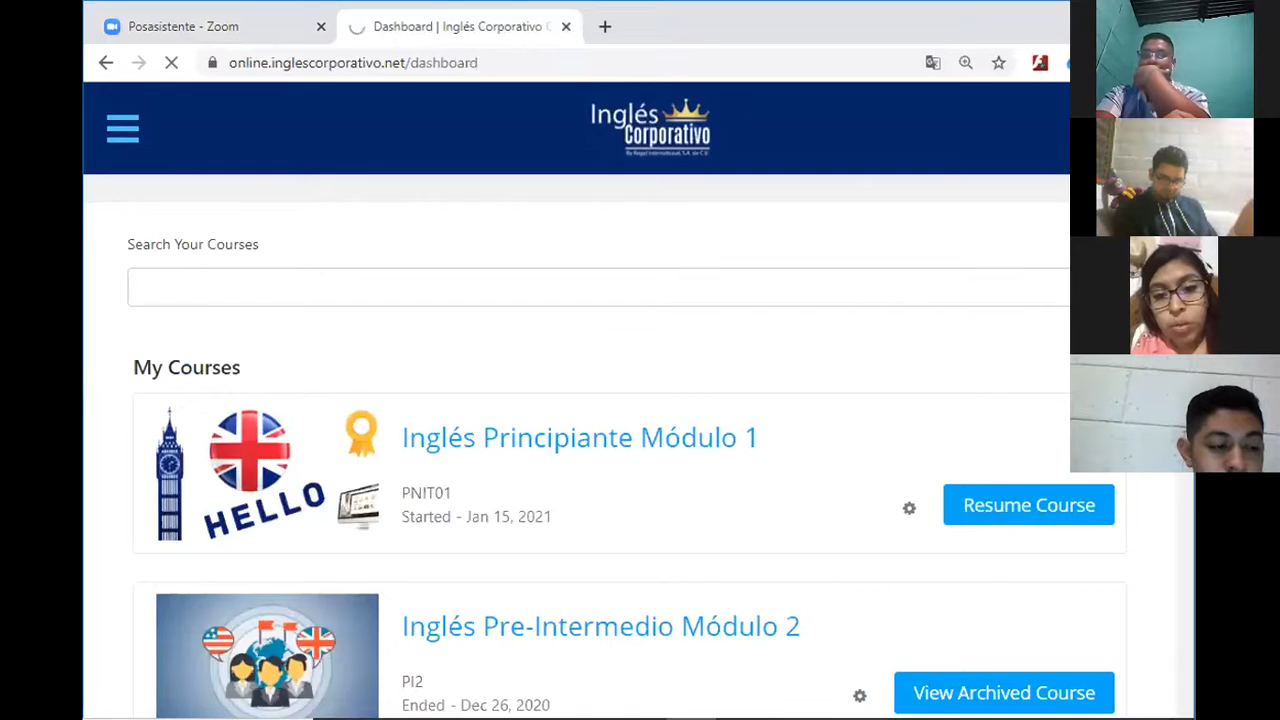 Posasistente - Zoom
Dashboard | Inglés Corporativo
online.inglescorporativo.net/dashboard
Inglés
Corporativo
Search Your Courses
My Courses
HELLO
Inglés Principiante Módulo 1
PNIT01
Started - Jan 15, 2021
Resume Course
Inglés Pre-Intermedio Módulo 2
PI2
Ended - Dec 26, 2020
View Archived Course